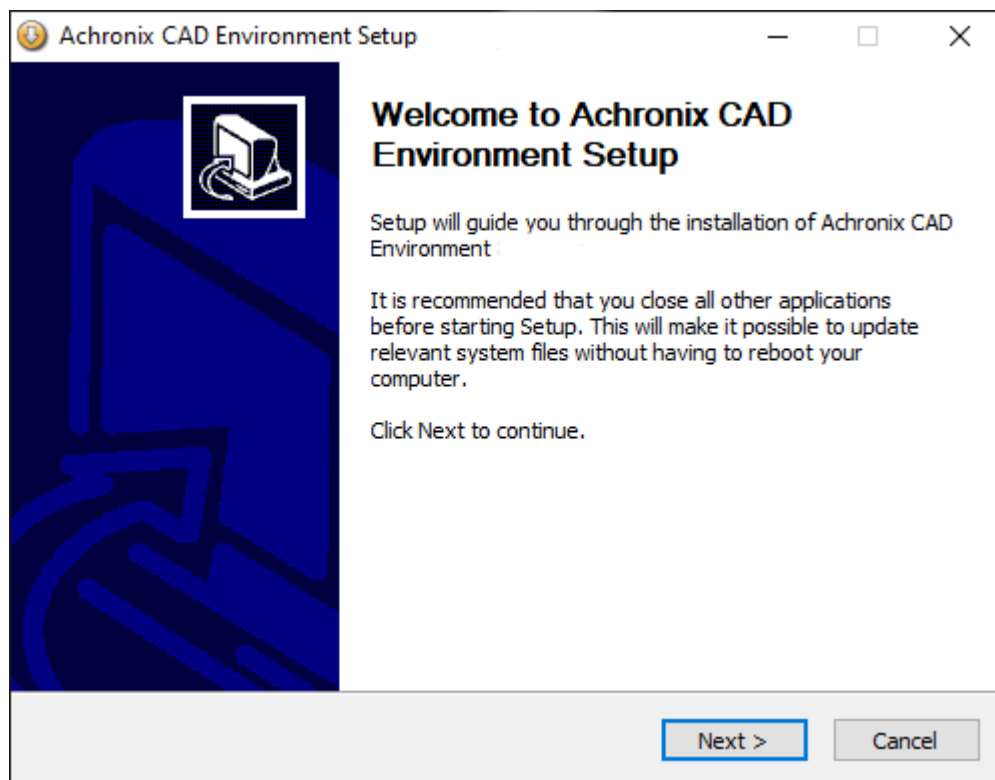 Achronix CAD Environment Setup
Welcome to Achronix CAD
Environment Setup
Setup will guide you through the installation of Achronix CAD
Environment
It is recommended that you close all other applications
before starting Setup. This will make it possible to update
relevant system files without having to reboot your
computer.
Click Next to continue.
Next >
Cancel